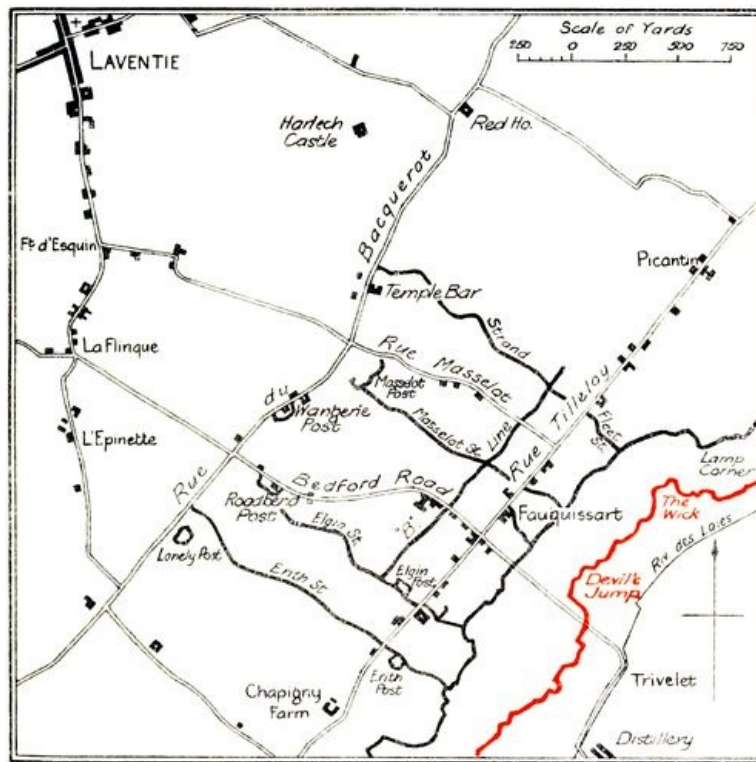 Scale of Yards
250 0 250 500 750
LAVENTIE
Red Ho.
Harlech
Castle
Bacquerot
Ft d'Esquin
Picantin
Temple Bar
Strand
La Flinque
Rue Masselot
Masselot
Post
Rue Tilleloy
Fleet
St.
du
Wangerie
Post
Masselot St.
Line
L'Epinette
Lamp
Corner
Rue
Bedford Road
The
Wick
Roadbend
Post
"B"
Fauquissart
Elgin St.
Riv. des Laies
Lonely Post
Erith St
Elgin
Post
Devil's
Jump
Erith
Post
Trivelet
Chapigny
Farm
Distillery